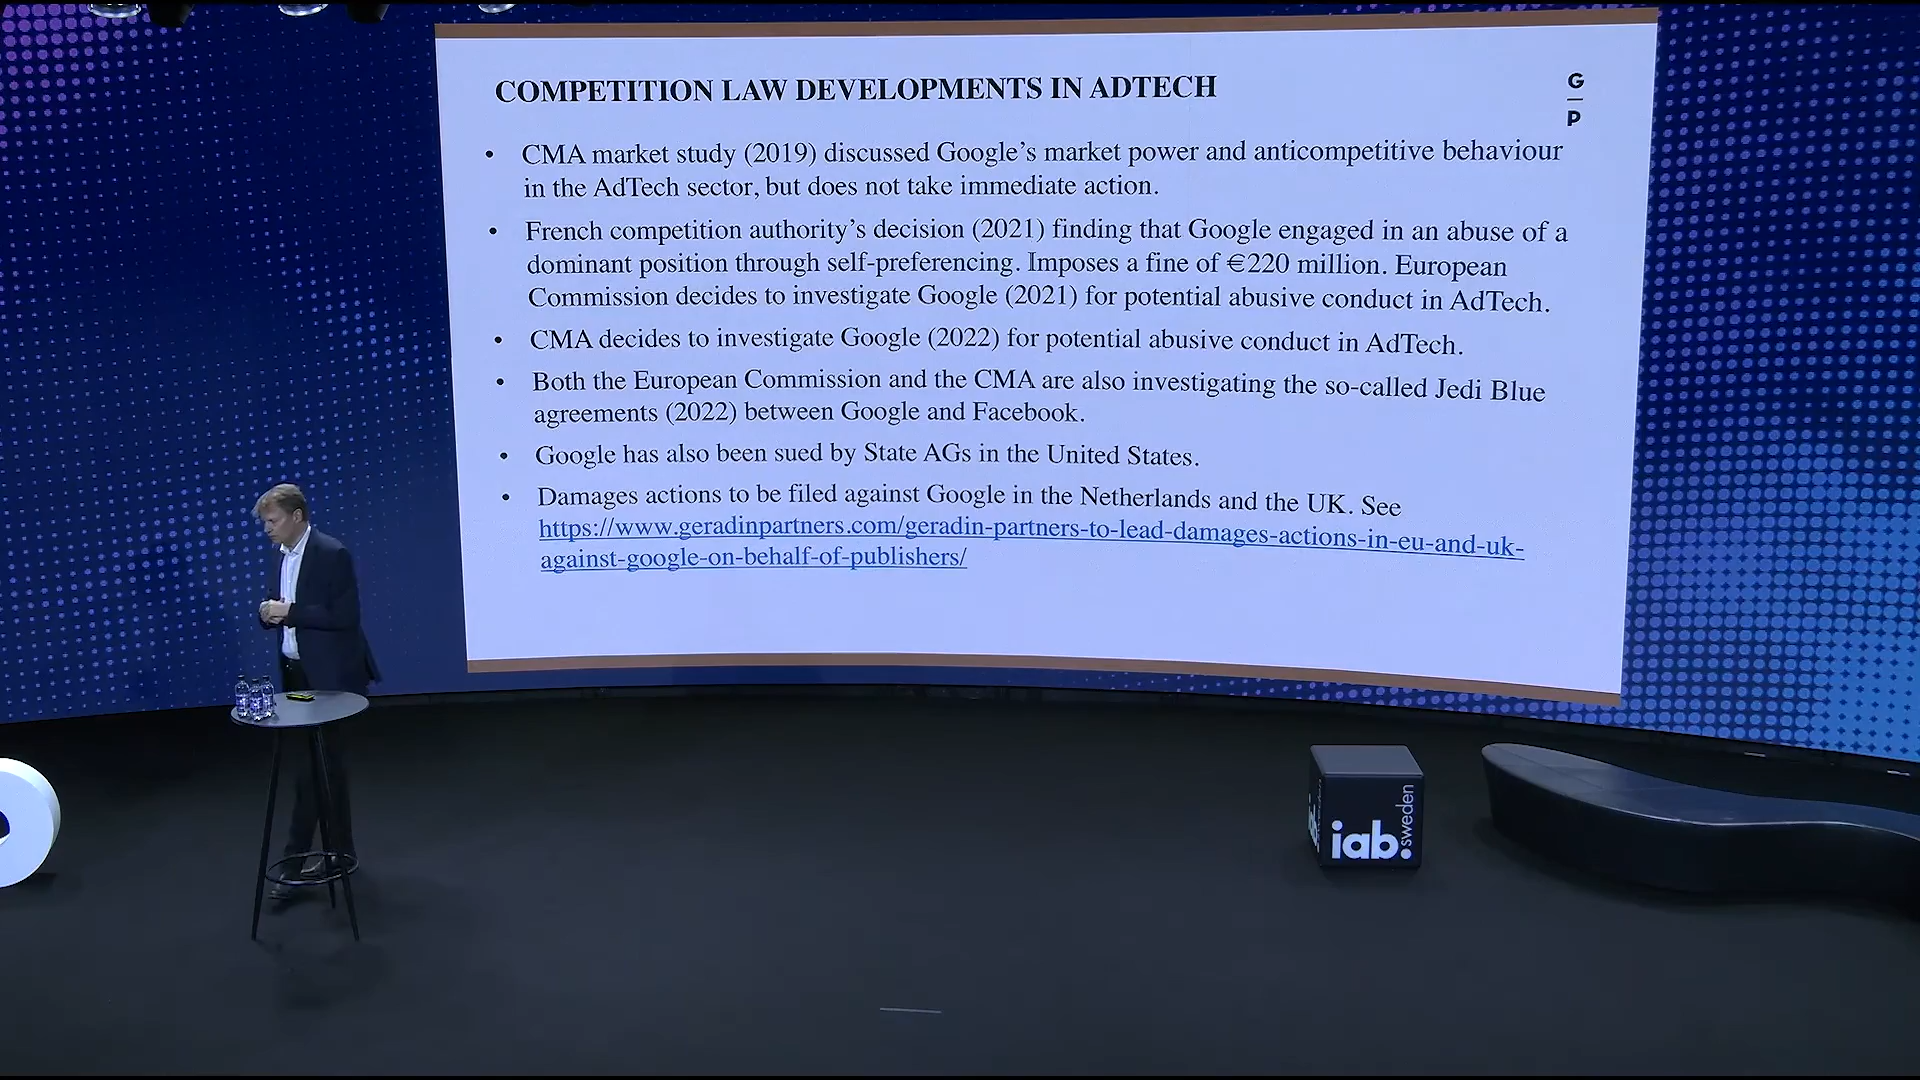 COMPETITION LAW DEVELOPMENTS IN ADTECH
G
P
• CMA market study (2019) discussed Google's market power and anticompetitive behaviour
in the AdTech sector, but does not take immediate action.
• French competition authority's decision (2021) finding that Google engaged in an abuse of a
dominant position through self-preferencing. Imposes a fine of €220 million. European
Commission decides to investigate Google (2021) for potential abusive conduct in AdTech.
• CMA decides to investigate Google (2022) for potential abusive conduct in AdTech.
• Both the European Commission and the CMA are also investigating the so-called Jedi Blue
agreements (2022) between Google and Facebook.
• Google has also been sued by State AGs in the United States.
• Damages actions to be filed against Google in the Netherlands and the UK. See
https://www.geradinpartners.com/geradin-partners-to-lead-damages-actions-in-eu-and-uk-
against-google-on-behalf-of-publishers/
iab.
sweden